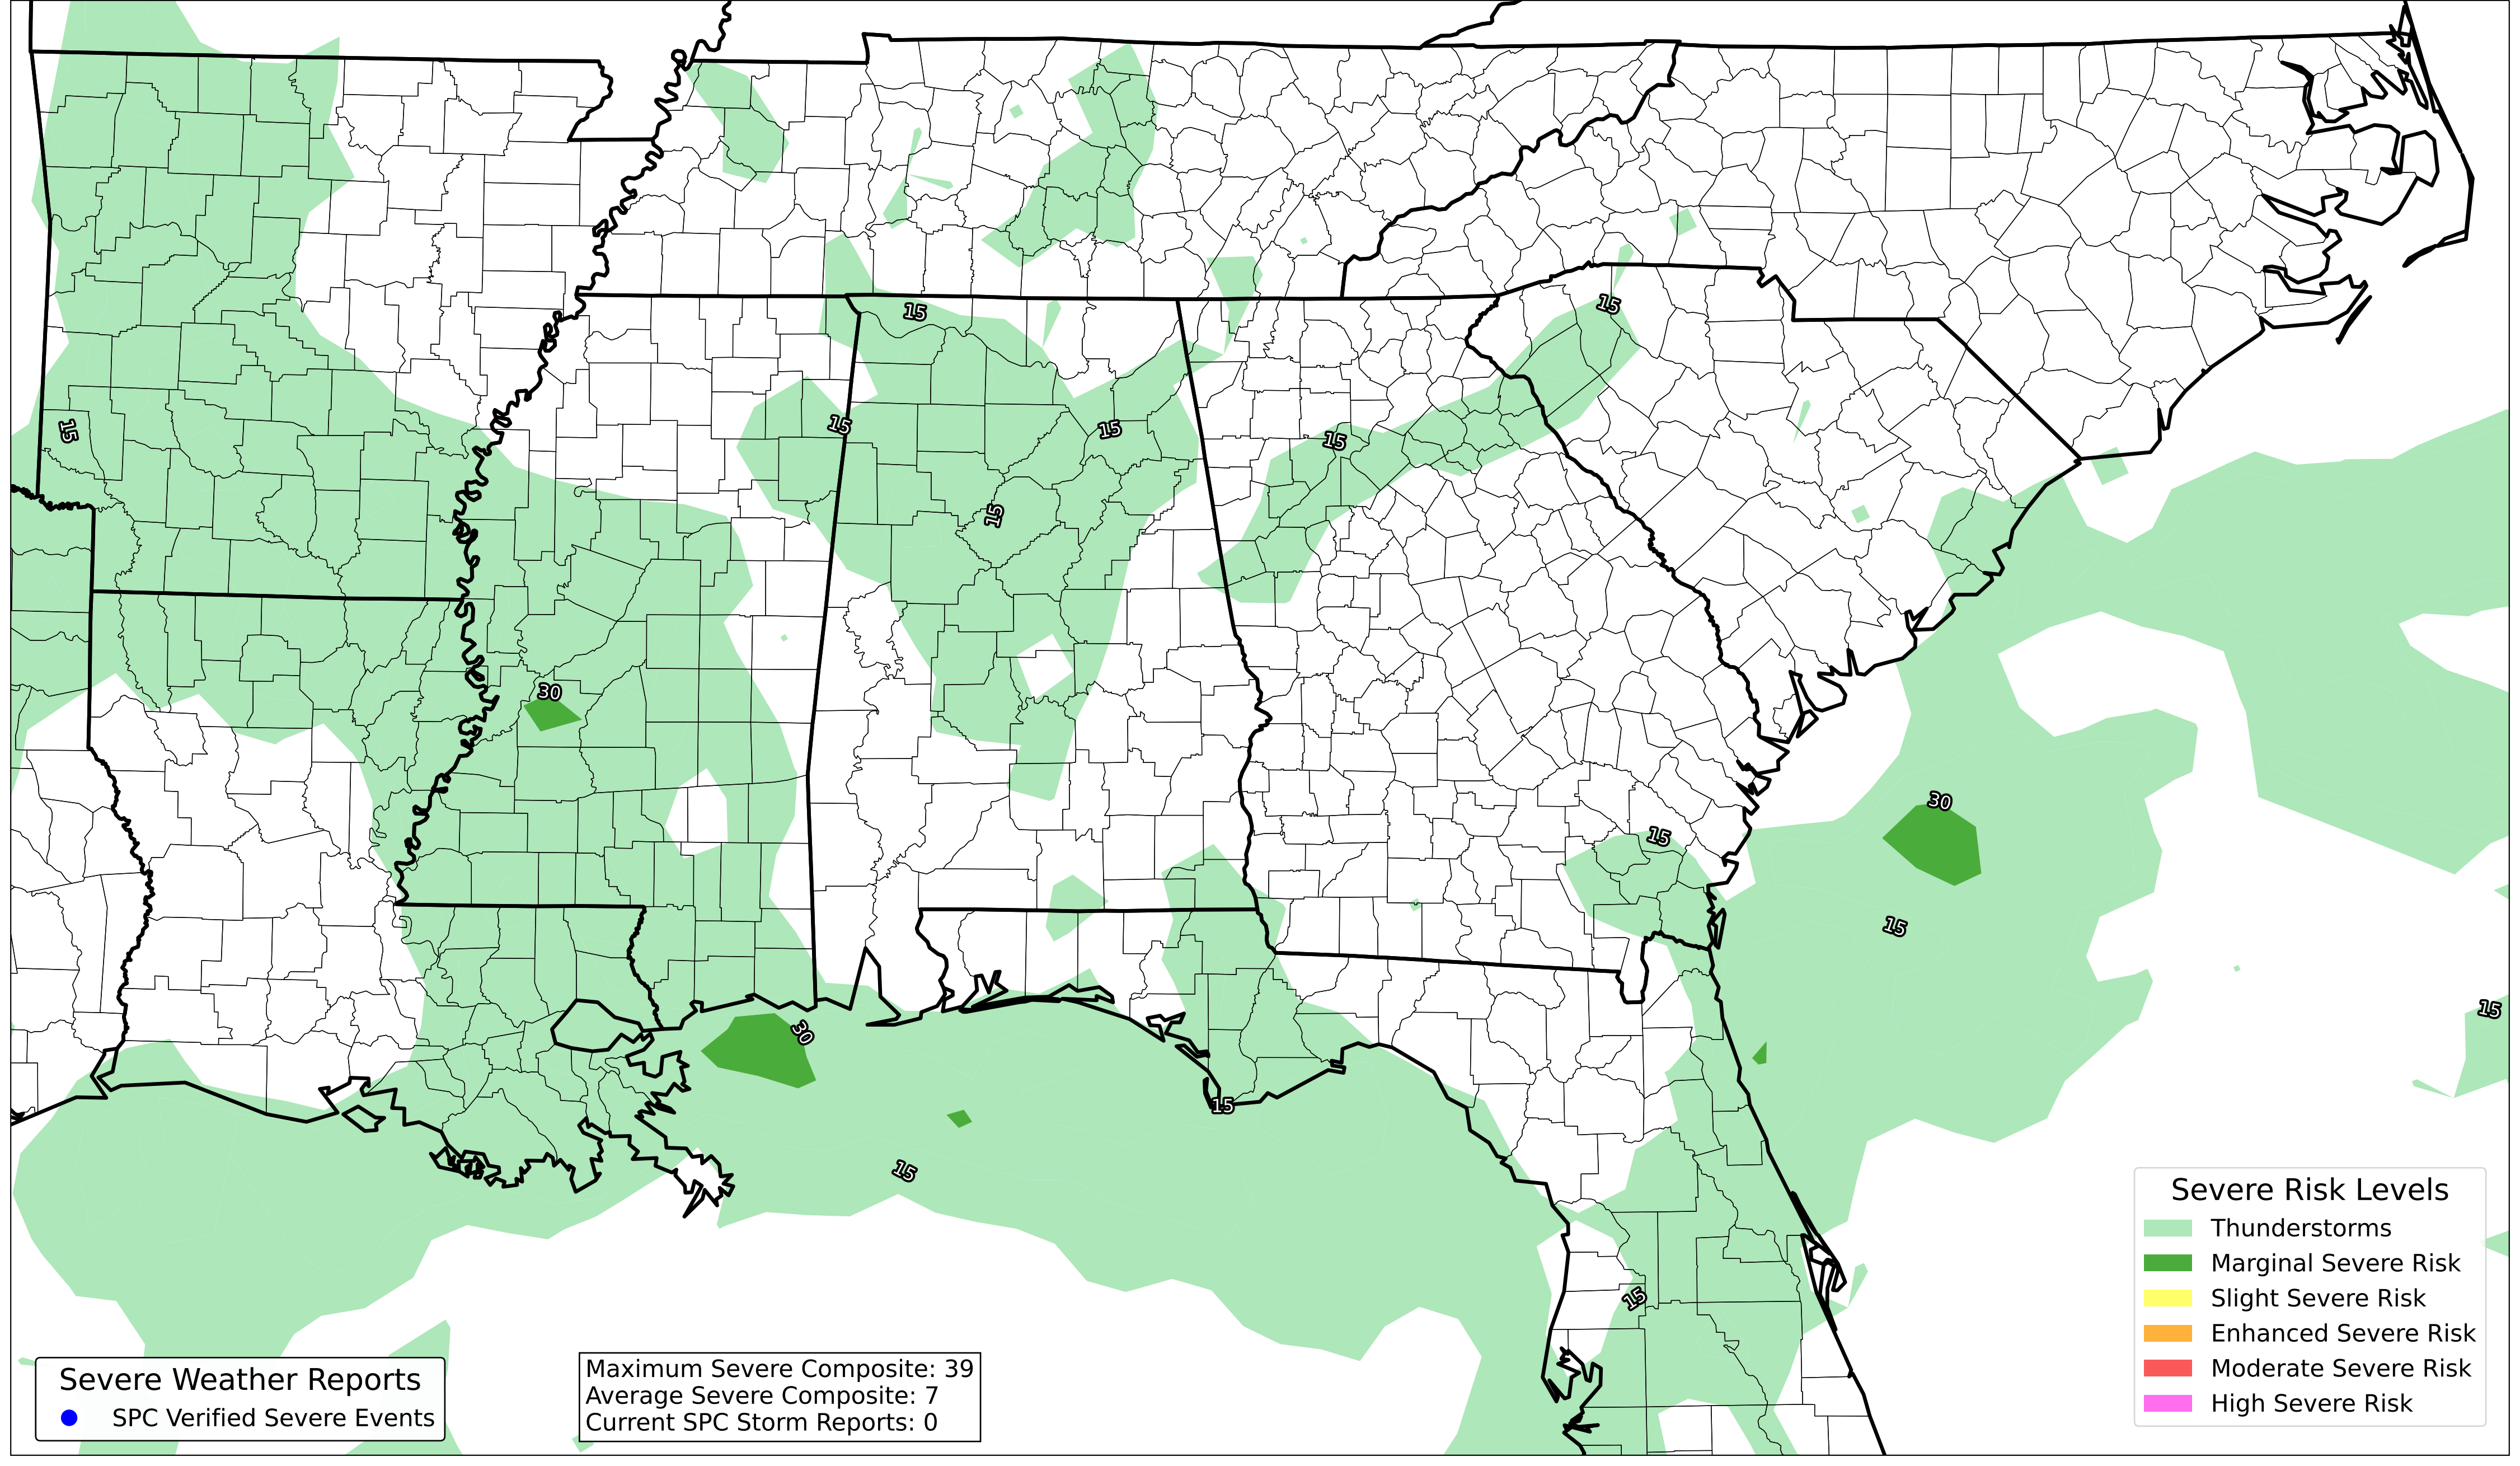 15
15
15
15
15
15
15
30
30
15
15
30
15
15
15
15
Severe Risk Levels
Thunderstorms
Marginal Severe Risk
Slight Severe Risk
Enhanced Severe Risk
Moderate Severe Risk
High Severe Risk
Severe Weather Reports
SPC Verified Severe Events
Maximum Severe Composite: 39
Average Severe Composite: 7
Current SPC Storm Reports: 0